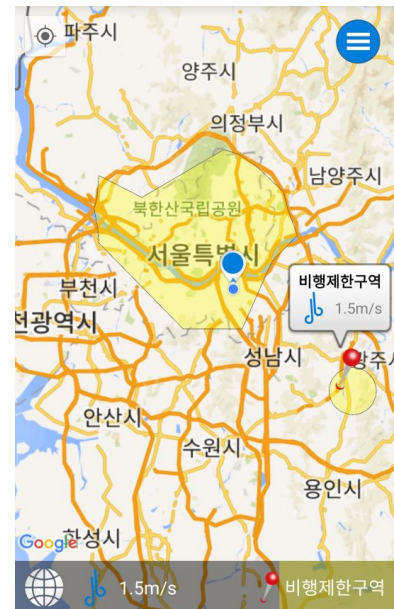 파주시
양주시
의정부시
남양주시
북한산국립공원
서울특별시
비행제한구역
1.5m/s
부천시
천광역시
성남시
광주시
안산시
수원시
용인시
Google
화성시
1.5m/s
비행제한구역